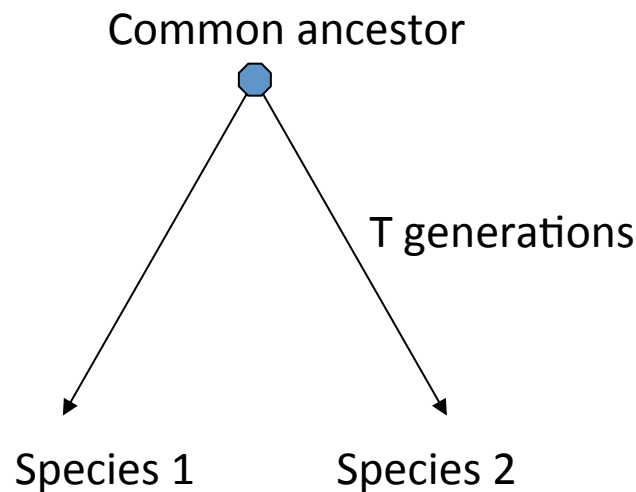 Common ancestor
T generations
Species 1
Species 2